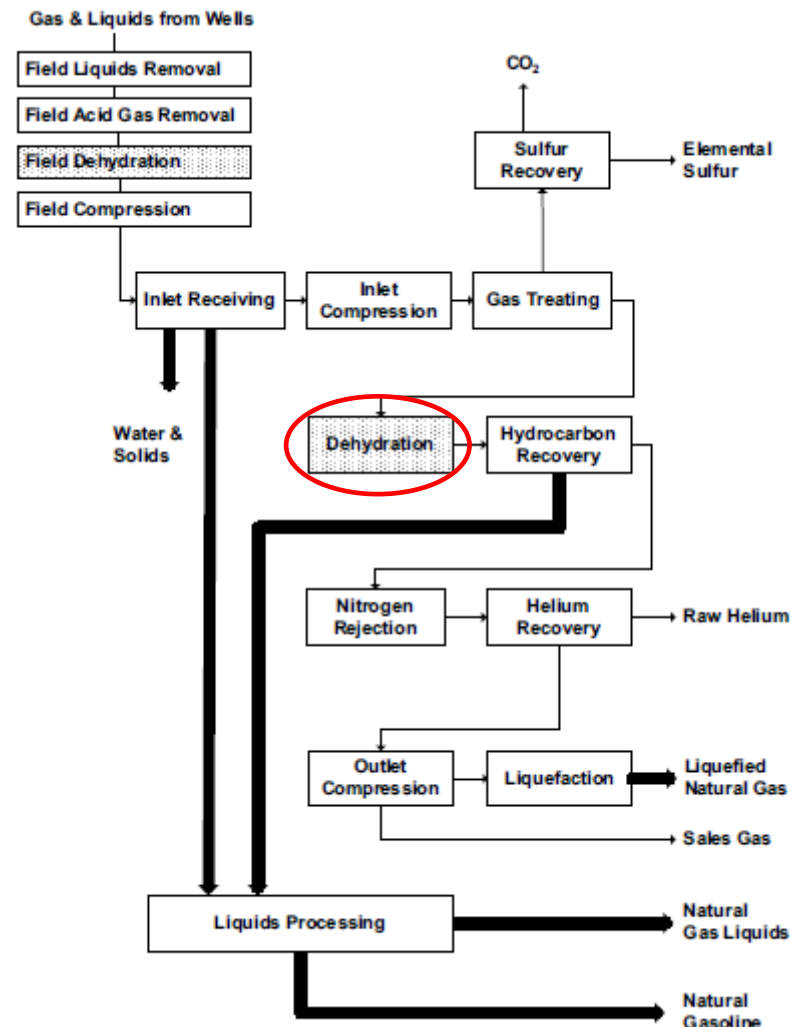 Gas & Liquids from Wells
Field Liquids Removal
Field Acid Gas Removal
Field Dehydration
Field Compression
CO₂
Sulfur
Recovery
Elemental
Sulfur
Inlet Receiving
Inlet
Compression
Gas Treating
Water &
Solids
Dehydration
Hydrocarbon
Recovery
Nitrogen
Rejection
Helium
Recovery
Raw Helium
Outlet
Compression
Liquefaction
Liquefied
Natural Gas
Sales Gas
Liquids Processing
Natural
Gas Liquids
Natural
Gasoline